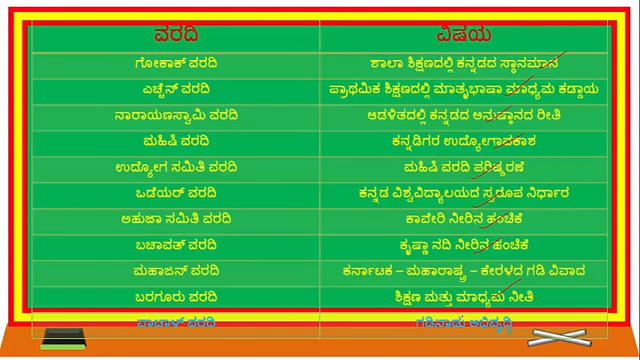 ವರದಿ ವಿಷಯ
ಗೋಕಾಕ್ ವರದಿ ಶಾಲಾ ಶಿಕ್ಷಣದಲ್ಲಿ ಕನ್ನಡದ ಸ್ಥಾನಮಾನ
ಎಚ್ಚೆನ್ ವರದಿ ಪ್ರಾಥಮಿಕ ಶಿಕ್ಷಣದಲ್ಲಿ ಮಾತೃಭಾಷಾ ಮಾಧ್ಯಮ ಕಡ್ಡಾಯ
ನಾರಾಯಣಸ್ವಾಮಿ ವರದಿ ಆಡಳಿತದಲ್ಲಿ ಕನ್ನಡದ ಅನುಷ್ಠಾನದ ರೀತಿ
ಮಹಿಷಿ ವರದಿ ಕನ್ನಡಿಗರ ಉದ್ಯೋಗಾವಕಾಶ
ಉದ್ಯೋಗ ಸಮಿತಿ ವರದಿ ಮಹಿಷಿ ವರದಿ ಪರಿಷ್ಕರಣೆ
ಒಡೆಯರ್ ವರದಿ ಕನ್ನಡ ವಿಶ್ವವಿದ್ಯಾಲಯದ ಸ್ವರೂಪ ನಿರ್ಧಾರ
ಅಹುಜಾ ಸಮಿತಿ ವರದಿ ಕಾವೇರಿ ನೀರಿನ ಹಂಚಿಕೆ
ಬಚಾವತ್ ವರದಿ ಕೃಷ್ಣಾ ನದಿ ನೀರಿನ ಹಂಚಿಕೆ
ಮಹಾಜನ್ ವರದಿ ಕರ್ನಾಟಕ – ಮಹಾರಾಷ್ಟ್ರ – ಕೇರಳದ ಗಡಿ ವಿವಾದ
ಬರಗೂರು ವರದಿ ಶಿಕ್ಷಣ ಮತ್ತು ಮಾಧ್ಯಮ ನೀತಿ
ವರದಿ ಗಡಿನಾಡು ಅಭಿವೃದ್ಧಿ